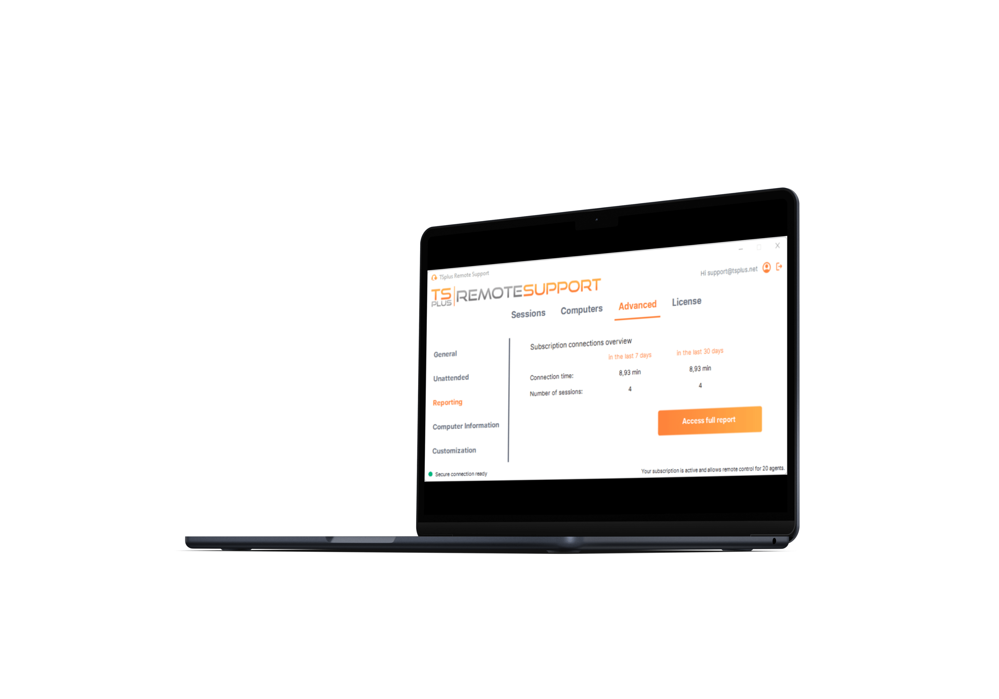 TSplus Remote Support
Hi support@tsplus.net
TS PLUS | REMOTESUPPORT
Sessions Computers Advanced License
General
Unattended
Reporting
Computer Information
Customization
Subscription connections overview
in the last 7 days in the last 30 days
Connection time: 8,93 min 8,93 min
Number of sessions: 4 4
Access full report
Secure connection ready
Your subscription is active and allows remote control for 20 agents.